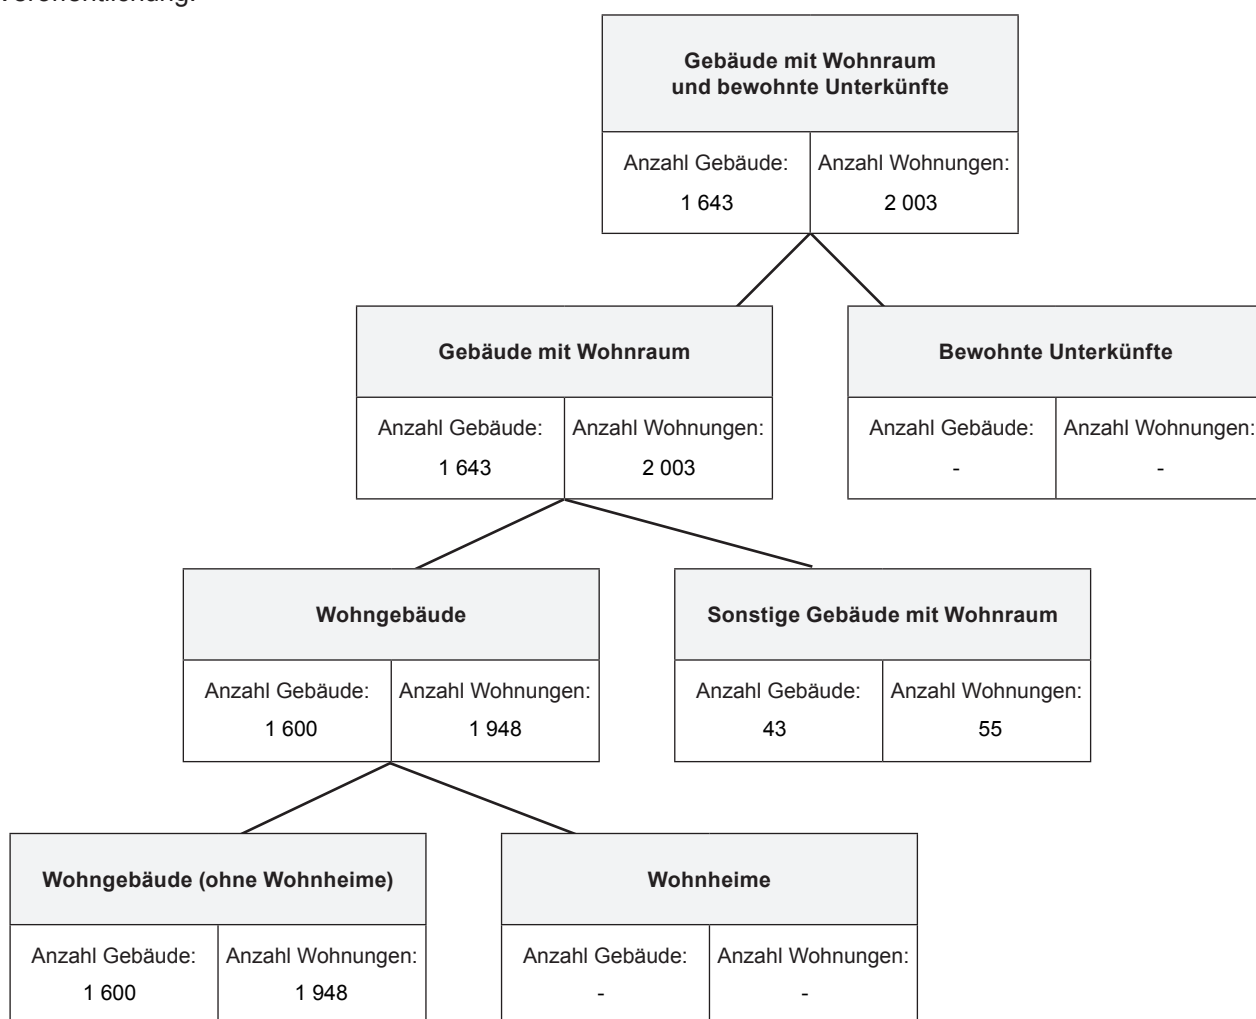 Veröffentlichung.
Gebäude mit Wohnraum
und bewohnte Unterkünfte
Anzahl Gebäude: Anzahl Wohnungen:
1 643 2 003
Gebäude mit Wohnraum Bewohnte Unterkünfte
Anzahl Gebäude: Anzahl Wohnungen: Anzahl Gebäude: Anzahl Wohnungen:
1 643 2 003 - -
Wohngebäude Sonstige Gebäude mit Wohnraum
Anzahl Gebäude: Anzahl Wohnungen: Anzahl Gebäude: Anzahl Wohnungen:
1 600 1 948 43 55
Wohngebäude (ohne Wohnheime) Wohnheime
Anzahl Gebäude: Anzahl Wohnungen: Anzahl Gebäude: Anzahl Wohnungen:
1 600 1 948 - -